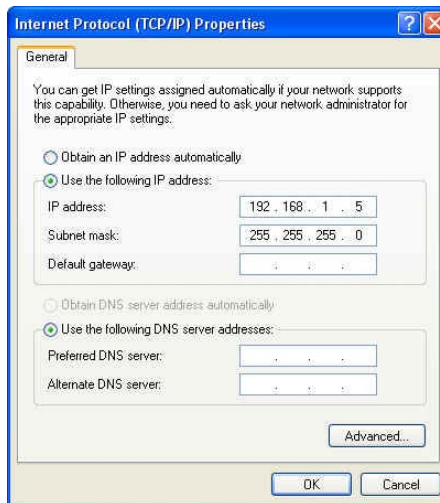 Internet Protocol (TCP/IP) Properties
General
You can get IP settings assigned automatically if your network supports
this capability. Otherwise, you need to ask your network administrator for
the appropriate IP settings.
Obtain an IP address automatically
Use the following IP address:
IP address: 192 . 168 . 1 . 5
Subnet mask: 255 . 255 . 255 . 0
Default gateway: . . .
Obtain DNS server address automatically
Use the following DNS server addresses:
Preferred DNS server: . . .
Alternate DNS server: . . .
Advanced...
OK Cancel